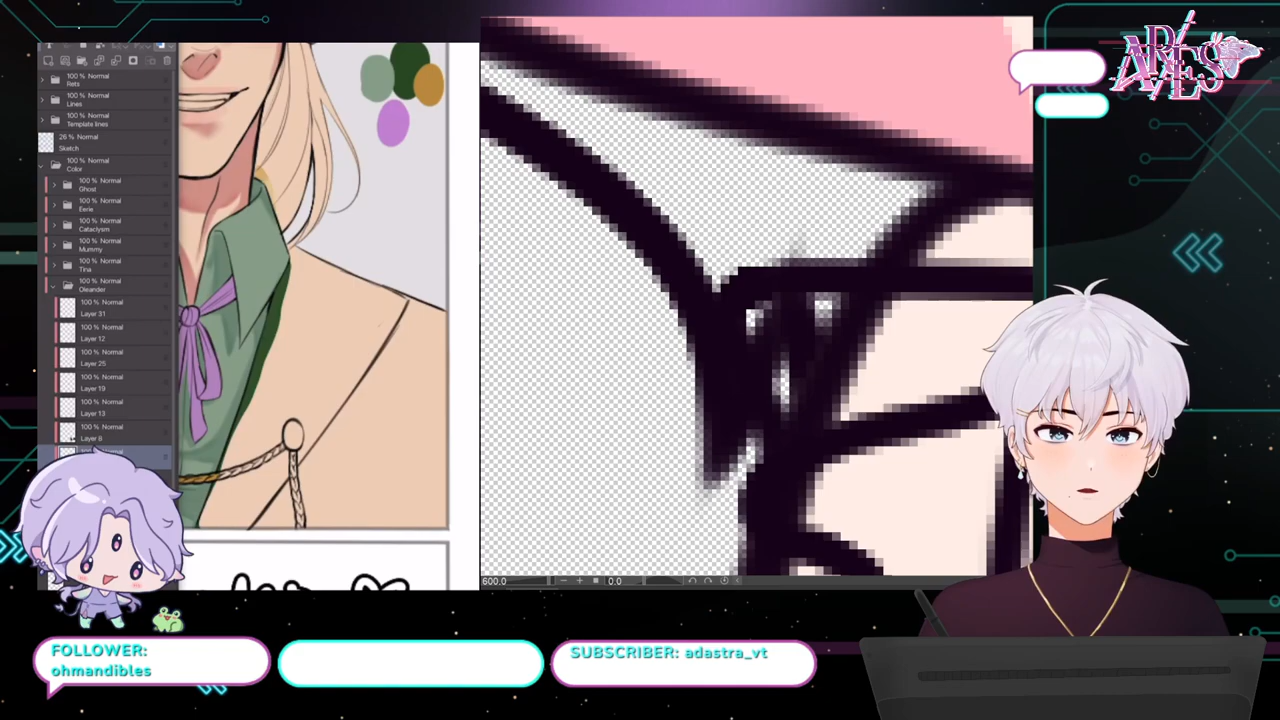 100 % Normal
Rets
100 % Normal
Lines
100 % Normal
Template lines
26 % Normal
Sketch
100 % Normal
Color
100 % Normal
Ghost
100 % Normal
Eerie
100 % Normal
Cataclysm
100 % Normal
Mummy
100 % Normal
Tina
100 % Normal
Oleander
100 % Normal
Layer 31
100 % Normal
Layer 12
100 % Normal
Layer 25
100 % Normal
Layer 19
100 % Normal
Layer 13
100 % Normal
Layer 8
600.0
0.0
ARES
FOLLOWER:
ohmandibles
SUBSCRIBER: adastra_vt